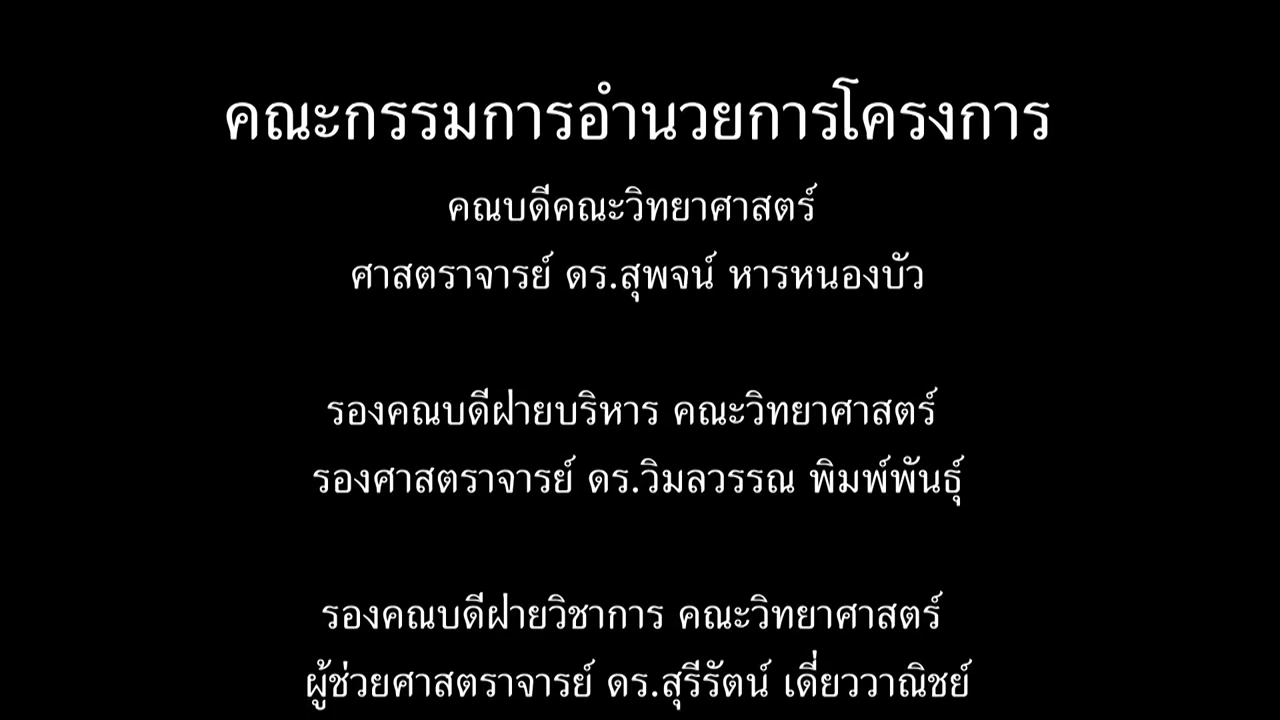 คณะกรรมการอำนวยการโครงการ
คณบดีคณะวิทยาศาสตร์
ศาสตราจารย์ ดร.สุพจน์ หารหนองบัว
รองคณบดีฝ่ายบริหาร คณะวิทยาศาสตร์
รองศาสตราจารย์ ดร.วิมลวรรณ พิมพ์พันธุ์
รองคณบดีฝ่ายวิชาการ คณะวิทยาศาสตร์
ผู้ช่วยศาสตราจารย์ ดร.สุรีรัตน์ เดี่ยววาณิชย์